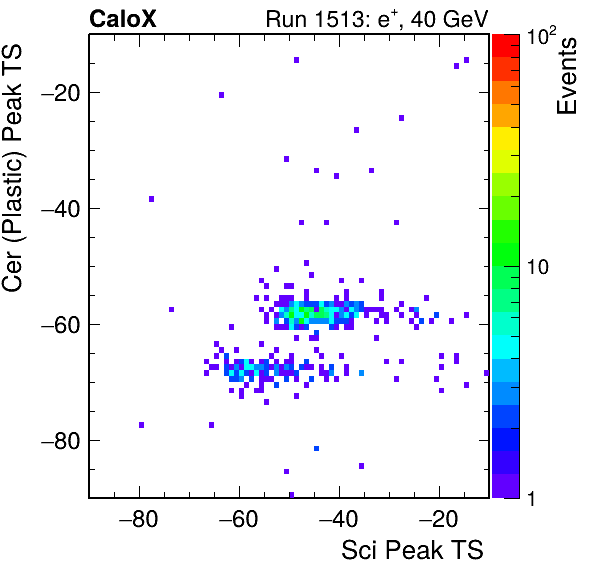 CaloX Run 1513: e⁺, 40 GeV
Cer (Plastic) Peak TS
−20
−40
−60
−80
−80 −60 −40 −20
Sci Peak TS
10²
10
1
Events